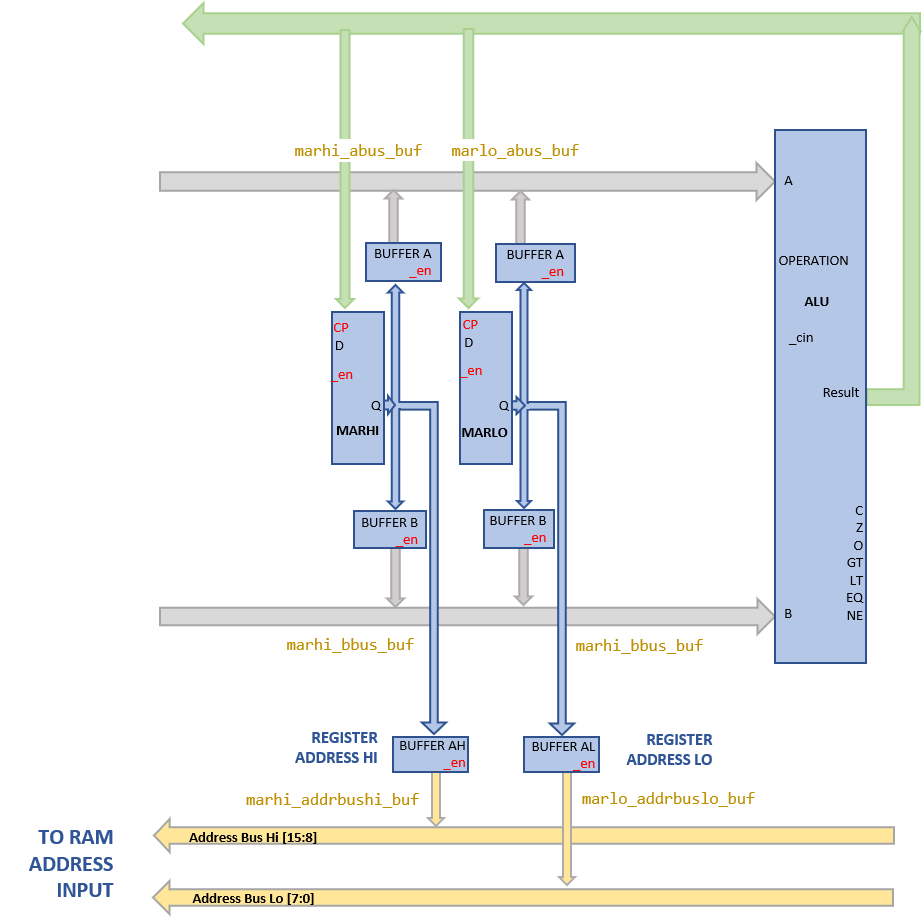 marhi_abus_buf
marlo_abus_buf
A
BUFFER A
_en
BUFFER A
_en
OPERATION
ALU
_cin
Result
CP
D
_en
Q
MARHI
CP
D
_en
Q
MARLO
BUFFER B
_en
BUFFER B
_en
C
Z
O
GT
LT
EQ
NE
B
marhi_bbus_buf
marhi_bbus_buf
REGISTER
ADDRESS HI
BUFFER AH
_en
BUFFER AL
_en
REGISTER
ADDRESS LO
marhi_addrbushi_buf
marlo_addrbuslo_buf
TO RAM
ADDRESS
INPUT
Address Bus Hi [15:8]
Address Bus Lo [7:0]